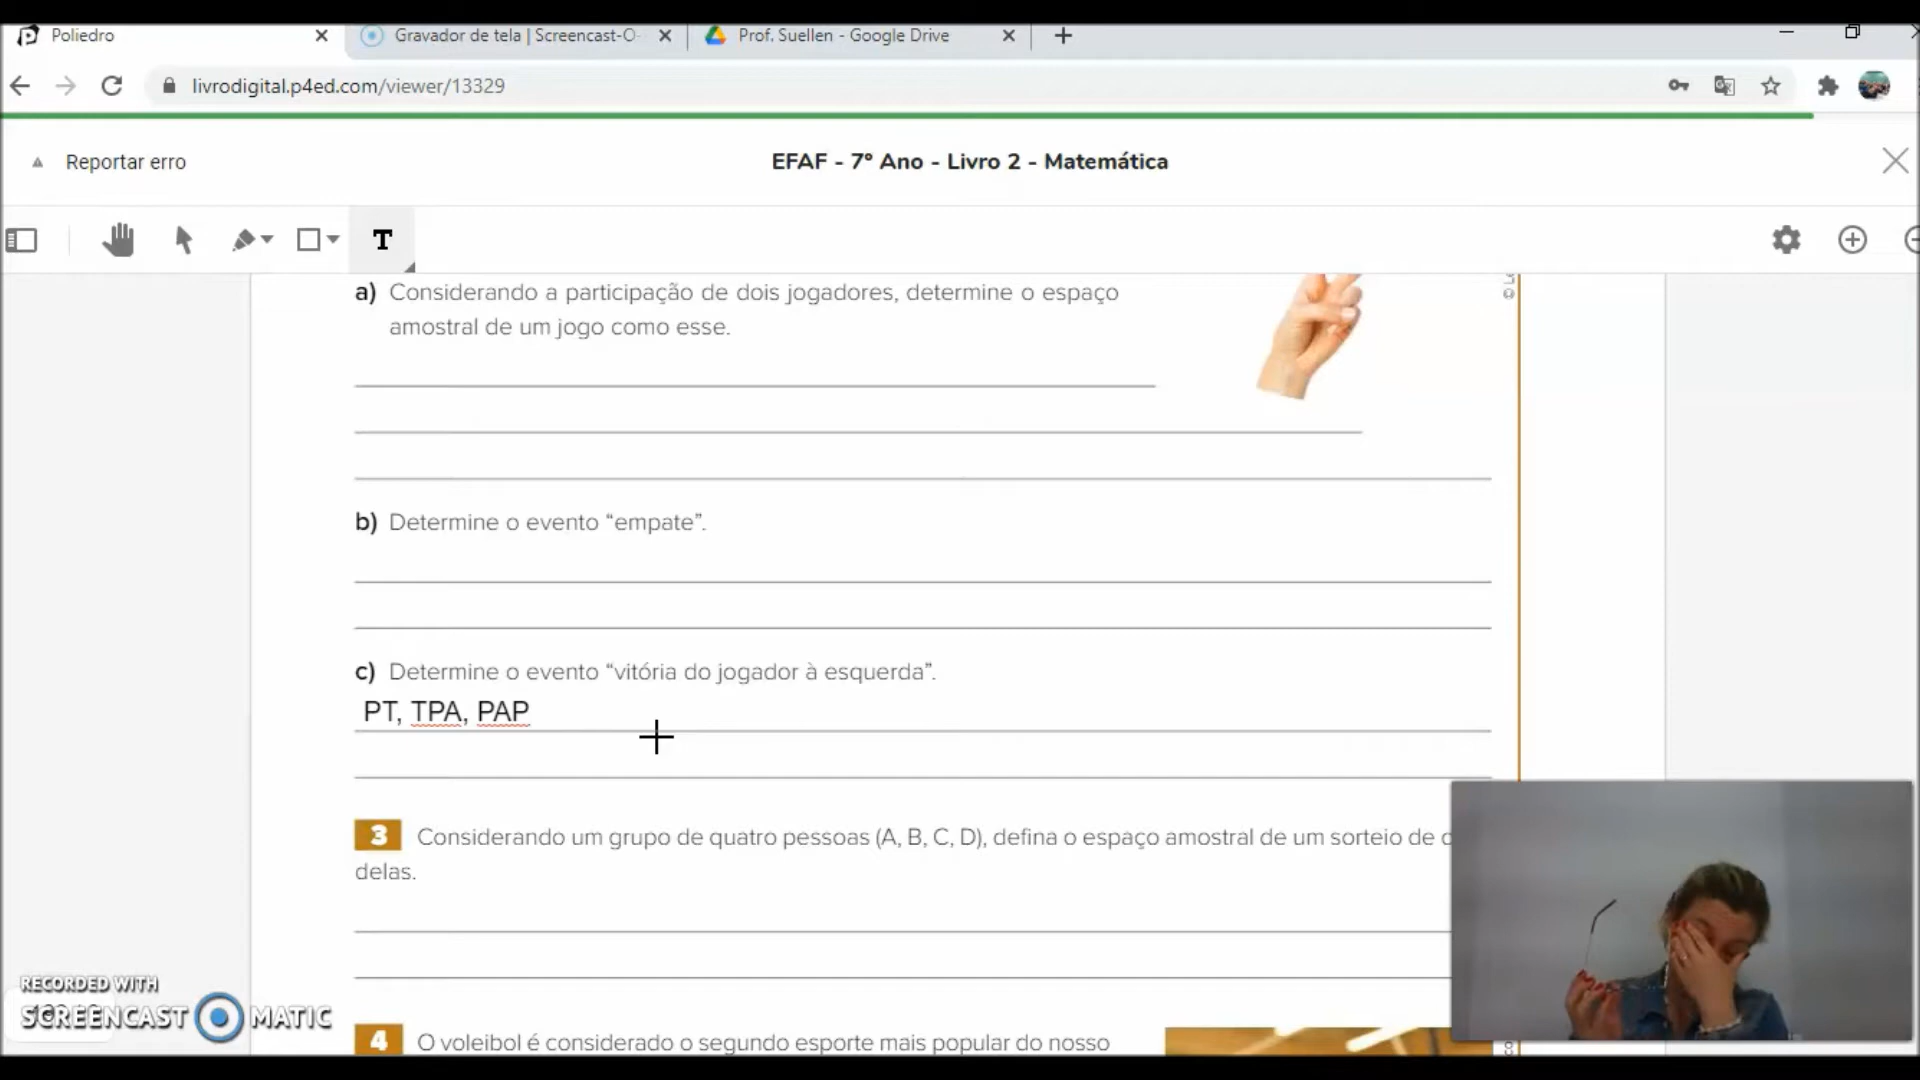 Poliedro
Gravador de tela | Screencast-O-
Prof. Suellen - Google Drive
livrodigital.p4ed.com/viewer/13329
Reportar erro
EFAF - 7º Ano - Livro 2 - Matemática
T
a) Considerando a participação de dois jogadores, determine o espaço
amostral de um jogo como esse.
b) Determine o evento “empate”.
c) Determine o evento “vitória do jogador à esquerda”.
PT, TPA, PAP
3 Considerando um grupo de quatro pessoas (A, B, C, D), defina o espaço amostral de um sorteio de
delas.
4 O voleibol é considerado o segundo esporte mais popular do nosso
RECORDED WITH
SCREENCAST MATIC